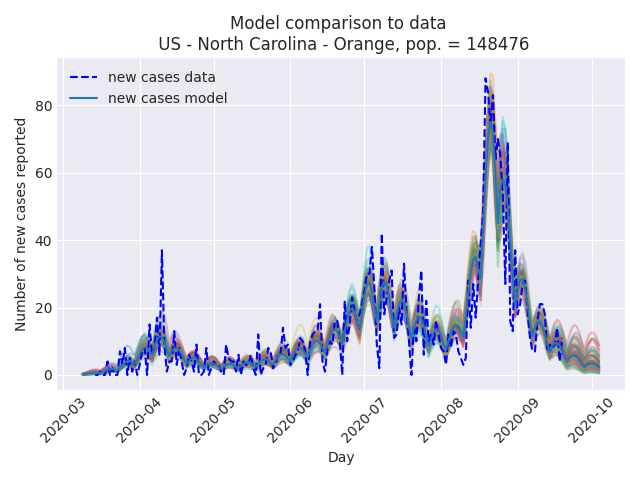 Model comparison to data
US - North Carolina - Orange, pop. = 148476
new cases data
new cases model
Number of new cases reported
80
60
40
20
0
2020-03
2020-04
2020-05
2020-06
2020-07
2020-08
2020-09
2020-10
Day